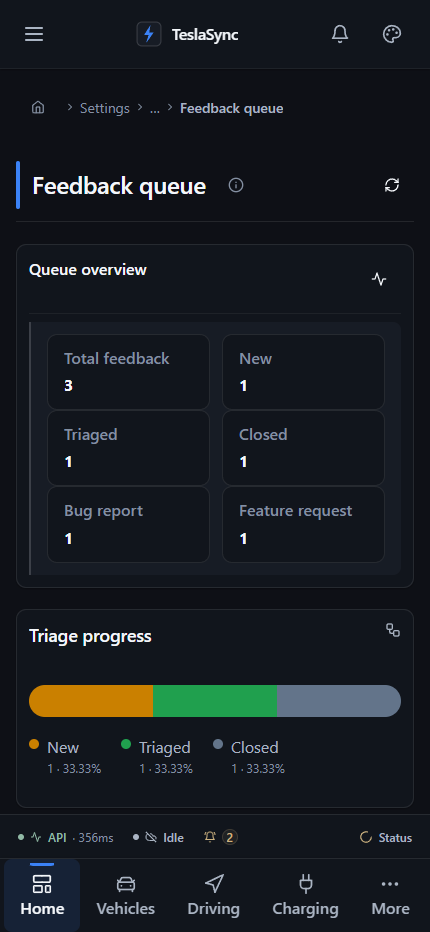 TeslaSync
Settings ... Feedback queue
Feedback queue
Queue overview
Total feedback
3
New
1
Triaged
1
Closed
1
Bug report
1
Feature request
1
Triage progress
New
1 · 33.33%
Triaged
1 · 33.33%
Closed
1 · 33.33%
API · 356ms Idle 2 Status
Home Vehicles Driving Charging More